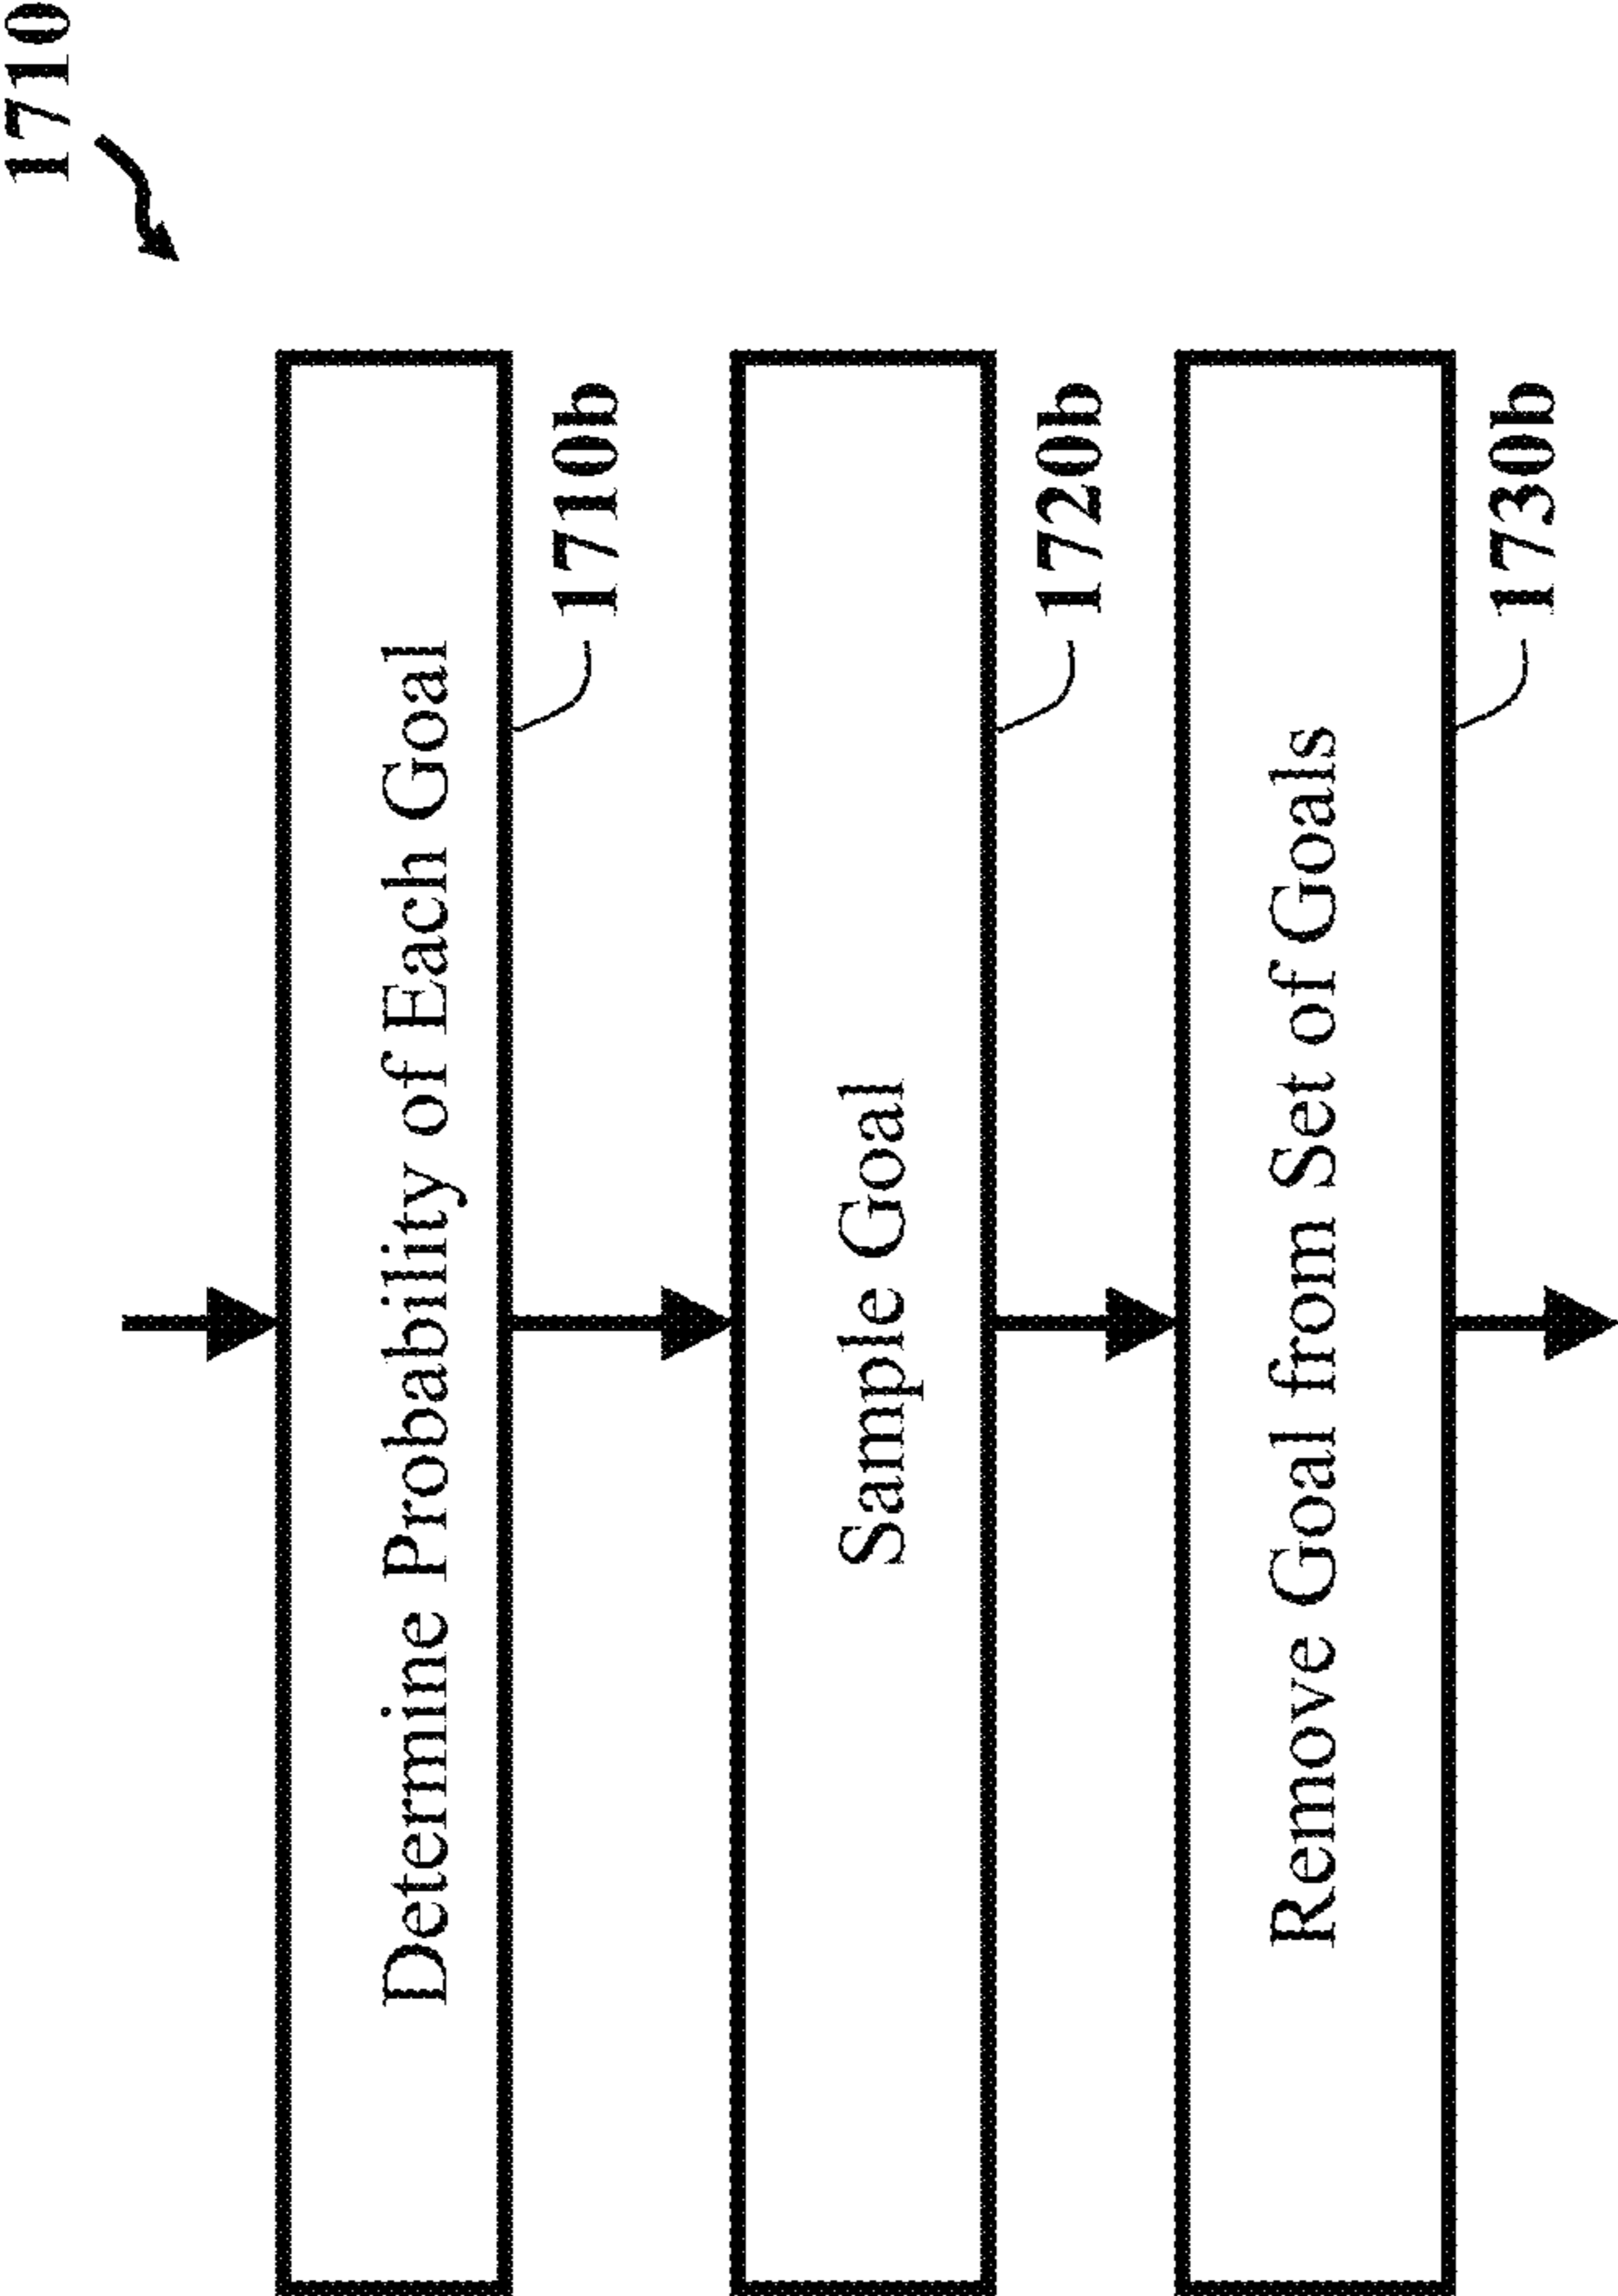 1710
Determine Probability of Each Goal
1710b
Sample Goal
1720b
Remove Goal from Set of Goals
1730b